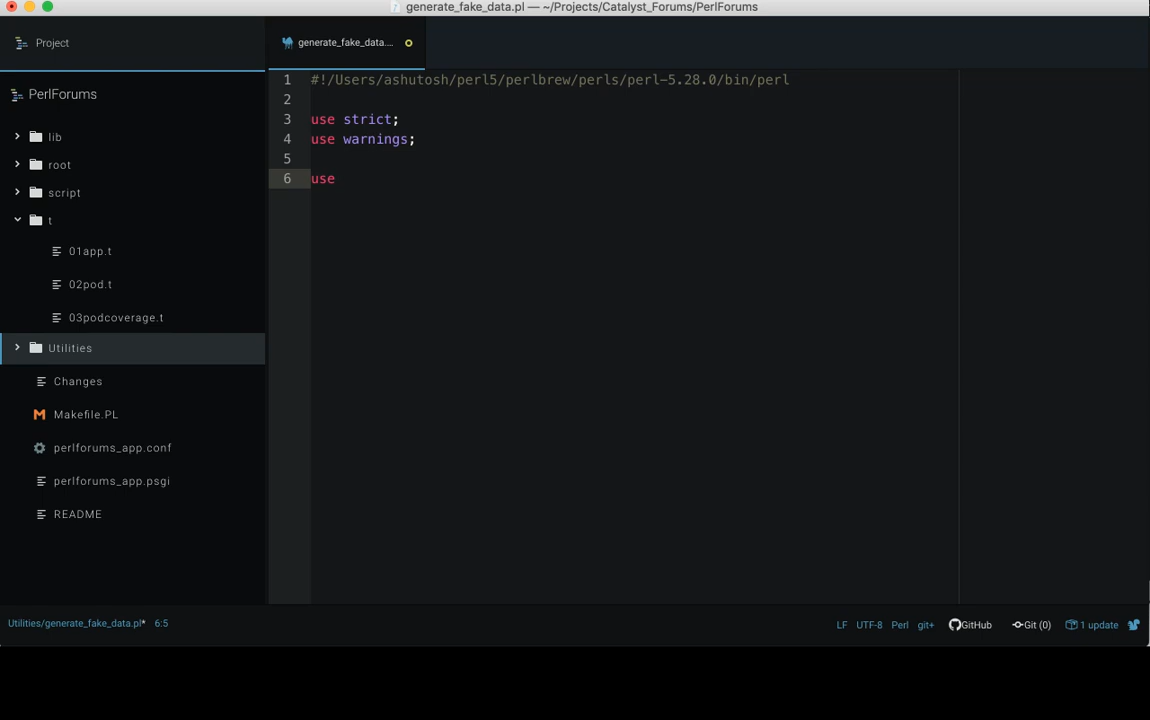 generate_fake_data.pl — ~/Projects/Catalyst_Forums/PerlForums
Project
generate_fake_data....
PerlForums
lib
root
script
t
01app.t
02pod.t
03podcoverage.t
Utilities
Changes
Makefile.PL
perlforums_app.conf
perlforums_app.psgi
README
1 #!/Users/ashutosh/perl5/perlbrew/perls/perl-5.28.0/bin/perl
2
3 use strict;
4 use warnings;
5
6 use
Utilities/generate_fake_data.pl* 6:5
LF UTF-8 Perl git+ GitHub Git (0) 1 update